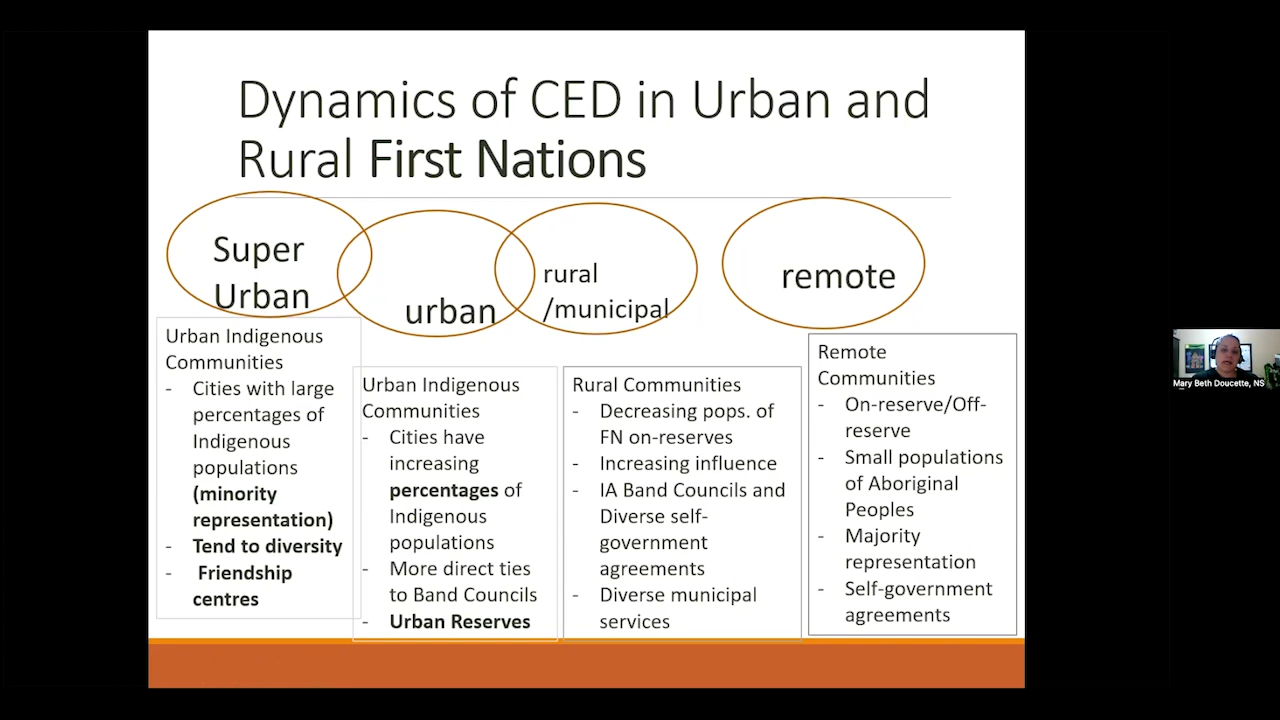 Dynamics of CED in Urban and
Rural First Nations
Super
Urban
urban
rural
/municipal
remote
Urban Indigenous
Communities
- Cities with large
percentages of
Indigenous
populations
(minority
representation)
- Tend to diversity
- Friendship
centres
Urban Indigenous
Communities
- Cities have
increasing
percentages of
Indigenous
populations
- More direct ties
to Band Councils
- Urban Reserves
Rural Communities
- Decreasing pops. of
FN on-reserves
- Increasing influence
- IA Band Councils and
Diverse self-
government
agreements
- Diverse municipal
services
Remote
Communities
- On-reserve/Off-
reserve
- Small populations
of Aboriginal
Peoples
- Majority
representation
- Self-government
agreements
Mary Beth Doucette, NS